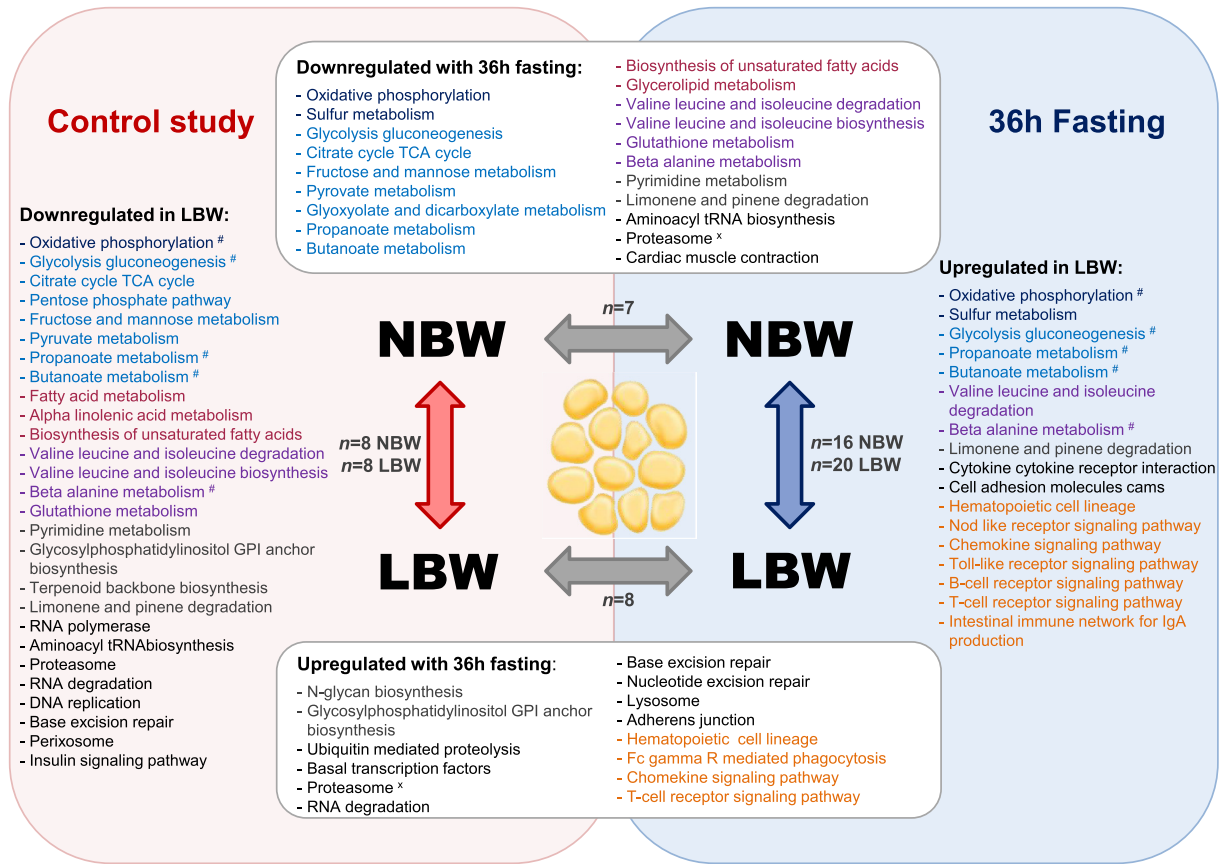 Control study
Downregulated in LBW:
- Oxidative phosphorylation #
- Glycolysis gluconeogenesis #
- Citrate cycle TCA cycle
- Pentose phosphate pathway
- Fructose and mannose metabolism
- Pyruvate metabolism
- Propanoate metabolism #
- Butanoate metabolism #
- Fatty acid metabolism
- Alpha linolenic acid metabolism
- Biosynthesis of unsaturated fatty acids
- Valine leucine and isoleucine degradation
- Valine leucine and isoleucine biosynthesis
- Beta alanine metabolism #
- Glutathione metabolism
- Pyrimidine metabolism
- Glycosylphosphatidylinositol GPI anchor
biosynthesis
- Terpenoid backbone biosynthesis
- Limonene and pinene degradation
- RNA polymerase
- Aminoacyl tRNAbiosynthesis
- Proteasome
- RNA degradation
- DNA replication
- Base excision repair
- Perixosome
- Insulin signaling pathway
Downregulated with 36h fasting:
- Oxidative phosphorylation
- Sulfur metabolism
- Glycolysis gluconeogenesis
- Citrate cycle TCA cycle
- Fructose and mannose metabolism
- Pyrovate metabolism
- Glyoxyolate and dicarboxylate metabolism
- Propanoate metabolism
- Butanoate metabolism
- Biosynthesis of unsaturated fatty acids
- Glycerolipid metabolism
- Valine leucine and isoleucine degradation
- Valine leucine and isoleucine biosynthesis
- Glutathione metabolism
- Beta alanine metabolism
- Pyrimidine metabolism
- Limonene and pinene degradation
- Aminoacyl tRNA biosynthesis
- Proteasome x
- Cardiac muscle contraction
n=7
NBW
NBW
n=8 NBW
n=8 LBW
n=16 NBW
n=20 LBW
LBW
LBW
n=8
Upregulated with 36h fasting:
- N-glycan biosynthesis
- Glycosylphosphatidylinositol GPI anchor
biosynthesis
- Ubiquitin mediated proteolysis
- Basal transcription factors
- Proteasome x
- RNA degradation
- Base excision repair
- Nucleotide excision repair
- Lysosome
- Adherens junction
- Hematopoietic cell lineage
- Fc gamma R mediated phagocytosis
- Chomekine signaling pathway
- T-cell receptor signaling pathway
36h Fasting
Upregulated in LBW:
- Oxidative phosphorylation #
- Sulfur metabolism
- Glycolysis gluconeogenesis #
- Propanoate metabolism #
- Butanoate metabolism #
- Valine leucine and isoleucine
degradation
- Beta alanine metabolism #
- Limonene and pinene degradation
- Cytokine cytokine receptor interaction
- Cell adhesion molecules cams
- Hematopoietic cell lineage
- Nod like receptor signaling pathway
- Chemokine signaling pathway
- Toll-like receptor signaling pathway
- B-cell receptor signaling pathway
- T-cell receptor signaling pathway
- Intestinal immune network for IgA
production